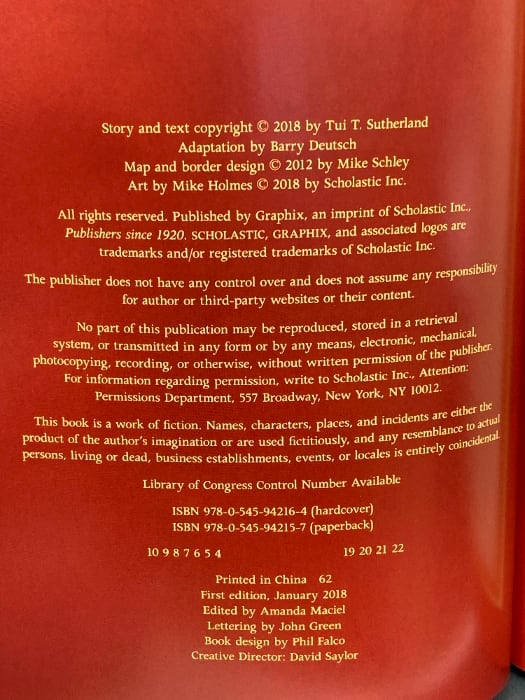 Story and text copyright © 2018 by Tui T. Sutherland
Adaptation by Barry Deutsch
Map and border design © 2012 by Mike Schley
Art by Mike Holmes © 2018 by Scholastic Inc.
All rights reserved. Published by Graphix, an imprint of Scholastic Inc.,
Publishers since 1920. SCHOLASTIC, GRAPHIX, and associated logos are
trademarks and/or registered trademarks of Scholastic Inc.
The publisher does not have any control over and does not assume any responsibility
for author or third-party websites or their content.
No part of this publication may be reproduced, stored in a retrieval
system, or transmitted in any form or by any means, electronic, mechanical,
photocopying, recording, or otherwise, without written permission of the publisher.
For information regarding permission, write to Scholastic Inc., Attention:
Permissions Department, 557 Broadway, New York, NY 10012.
This book is a work of fiction. Names, characters, places, and incidents are either the
product of the author's imagination or are used fictitiously, and any resemblance to actual
persons, living or dead, business establishments, events, or locales is entirely coincidental.
Library of Congress Control Number Available
ISBN 978-0-545-94216-4 (hardcover)
ISBN 978-0-545-94215-7 (paperback)
10 9 8 7 6 5 4 19 20 21 22
Printed in China 62
First edition, January 2018
Edited by Amanda Maciel
Lettering by John Green
Book design by Phil Falco
Creative Director: David Saylor